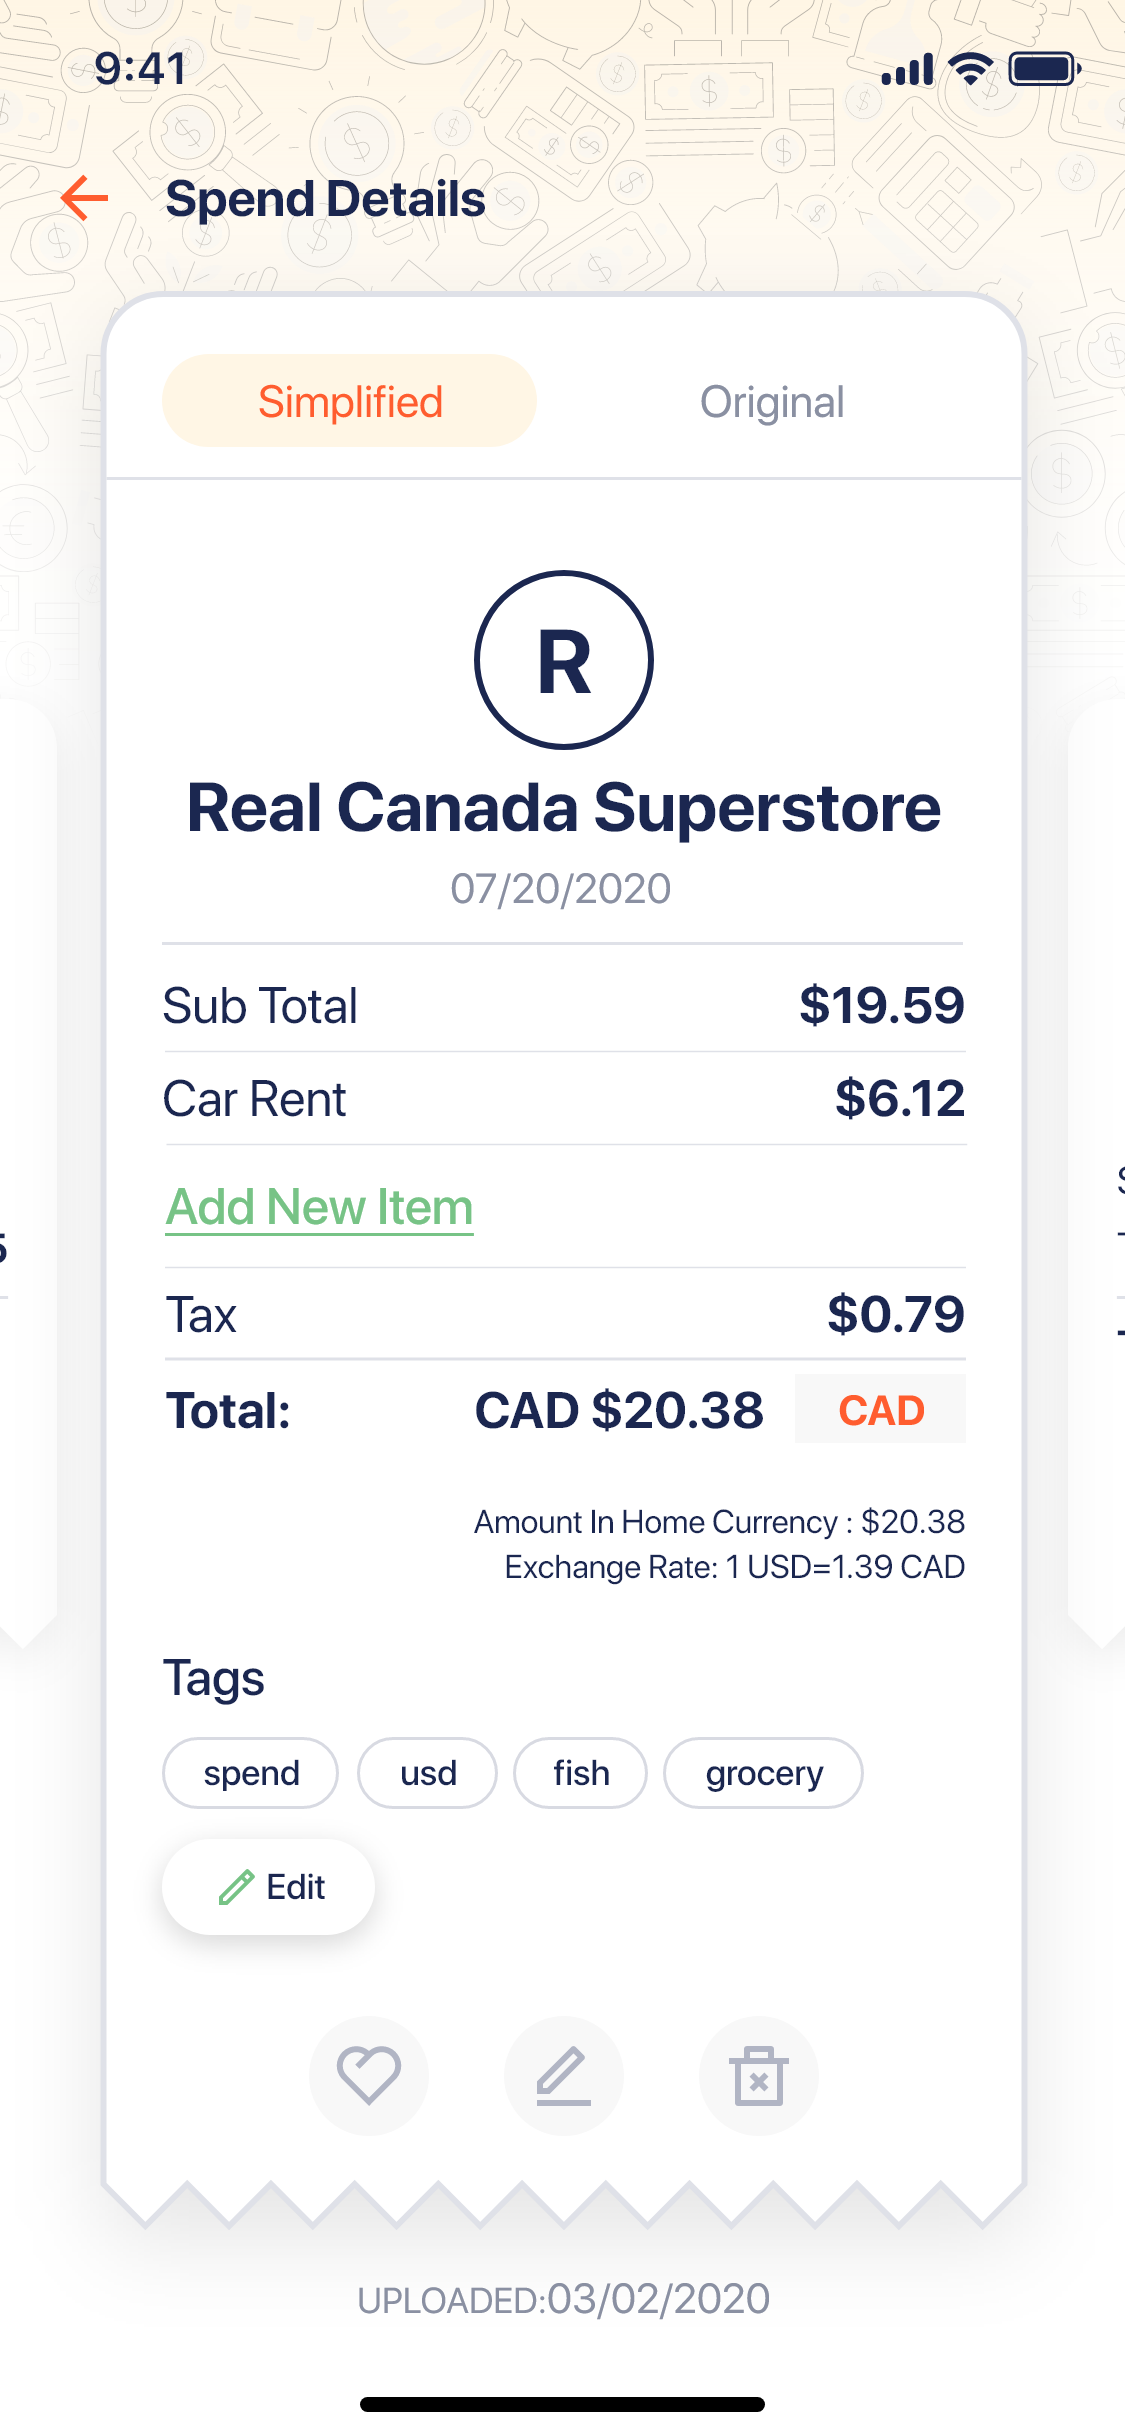 9:41
Spend Details
Simplified Original
R
Real Canada Superstore
07/20/2020
Sub Total $19.59
Car Rent $6.12
Add New Item
Tax $0.79
Total: CAD $20.38 CAD
Amount In Home Currency : $20.38
Exchange Rate: 1 USD=1.39 CAD
Tags
spend usd fish grocery
Edit
UPLOADED:03/02/2020